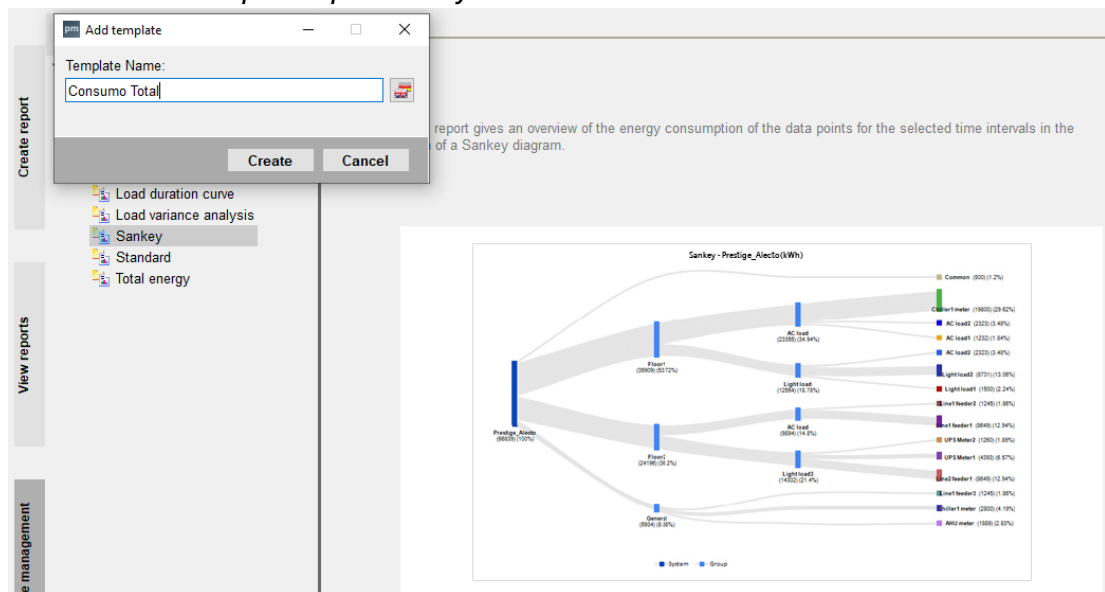 pm Add template
Template Name:
Consumo Total
Create Cancel
Create report
View reports
Load duration curve
Load variance analysis
Sankey
Standard
Total energy
report gives an overview of the energy consumption of the data points for the selected time intervals in the
of a Sankey diagram.
Sankey - Prestige_Alecto(kWh)
Prestige_Alecto
(66839) (100%)
Floor1
(35909) (53.72%)
(24196) (36.2%)
General
(5934) (8.88%)
AC load
(23355) (34.94%)
Light load
(12554) (18.78%)
AC load
(9894) (14.8%)
Light load3
(14302) (21.4%)
Common (800) (1.2%)
Chiller1 meter (19800) (29.62%)
AC load2 (2323) (3.48%)
AC load1 (1232) (1.84%)
AC load2 (2323) (3.48%)
Light load2 (8731) (13.06%)
Light load1 (1500) (2.24%)
Line1 feeder2 (1245) (1.86%)
Line1 feeder1 (8649) (12.94%)
UPS Meter2 (1260) (1.89%)
UPS Meter1 (4393) (6.57%)
Line2 feeder1 (8649) (12.94%)
Line1 feeder3 (1245) (1.86%)
Chiller1 meter (2800) (4.19%)
AHU meter (1889) (2.83%)
System Group
management